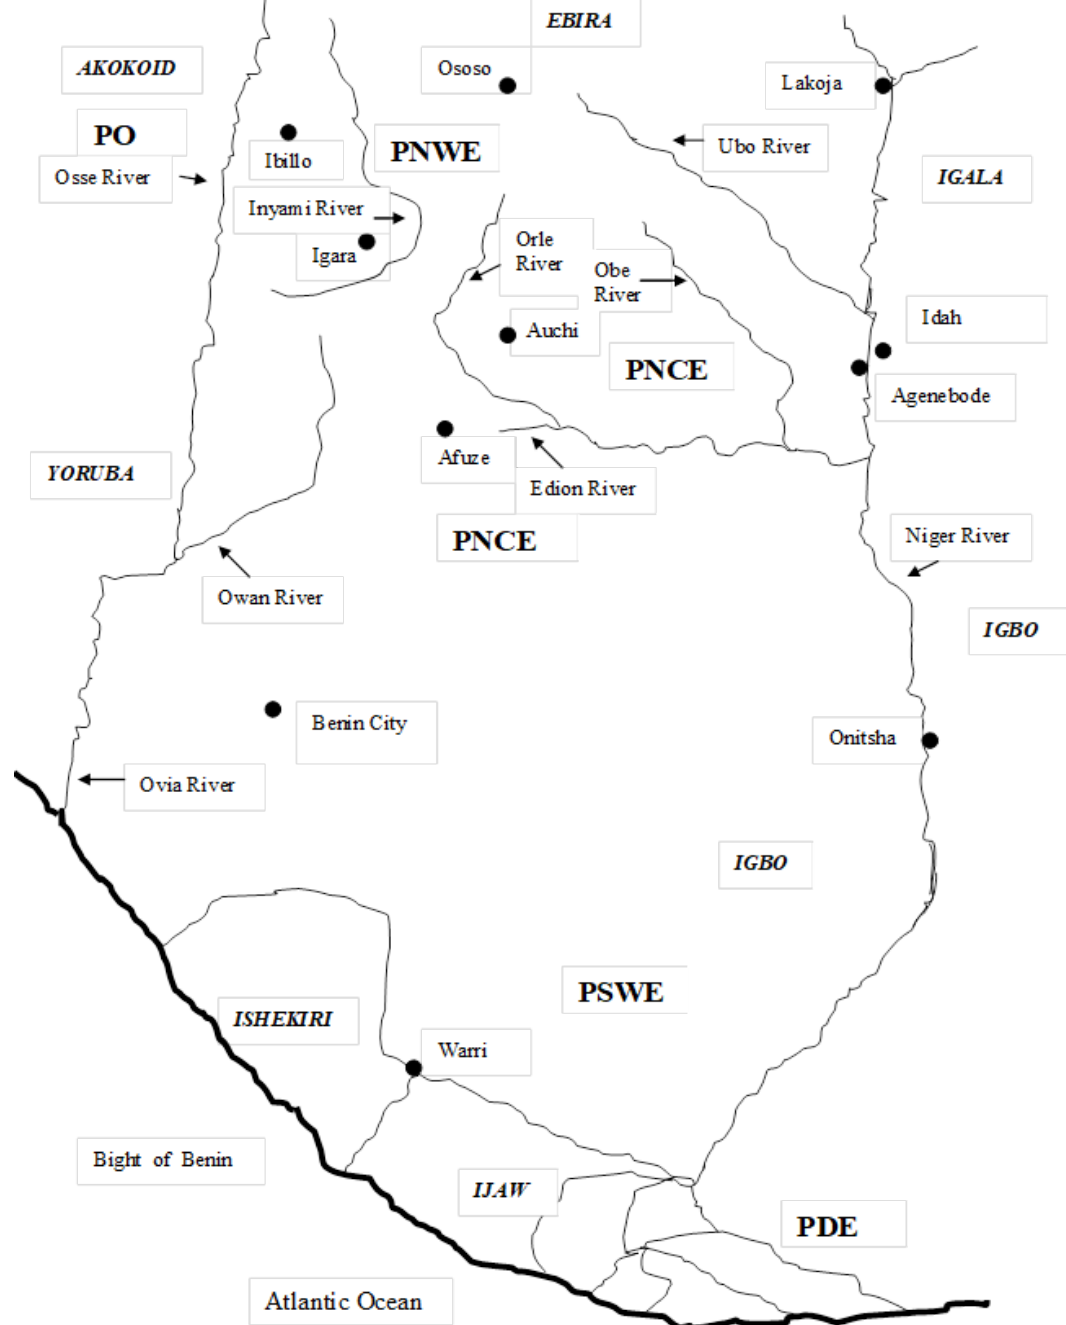 EBIRA
AKOKOID
Ososo
Lakoja
PO
PNWE
Ubo River
Ibillo
Osse River
IGALA
Inyami River
Igara
Orle
River
Obe
River
Idah
Auchi
PNCE
Agenebode
YORUBA
Afuze
Edion River
PNCE
Niger River
Owan River
IGBO
Benin City
Onitsha
Ovia River
IGBO
PSWE
ISHEKIRI
Warri
Bight of Benin
IJAW
PDE
Atlantic Ocean